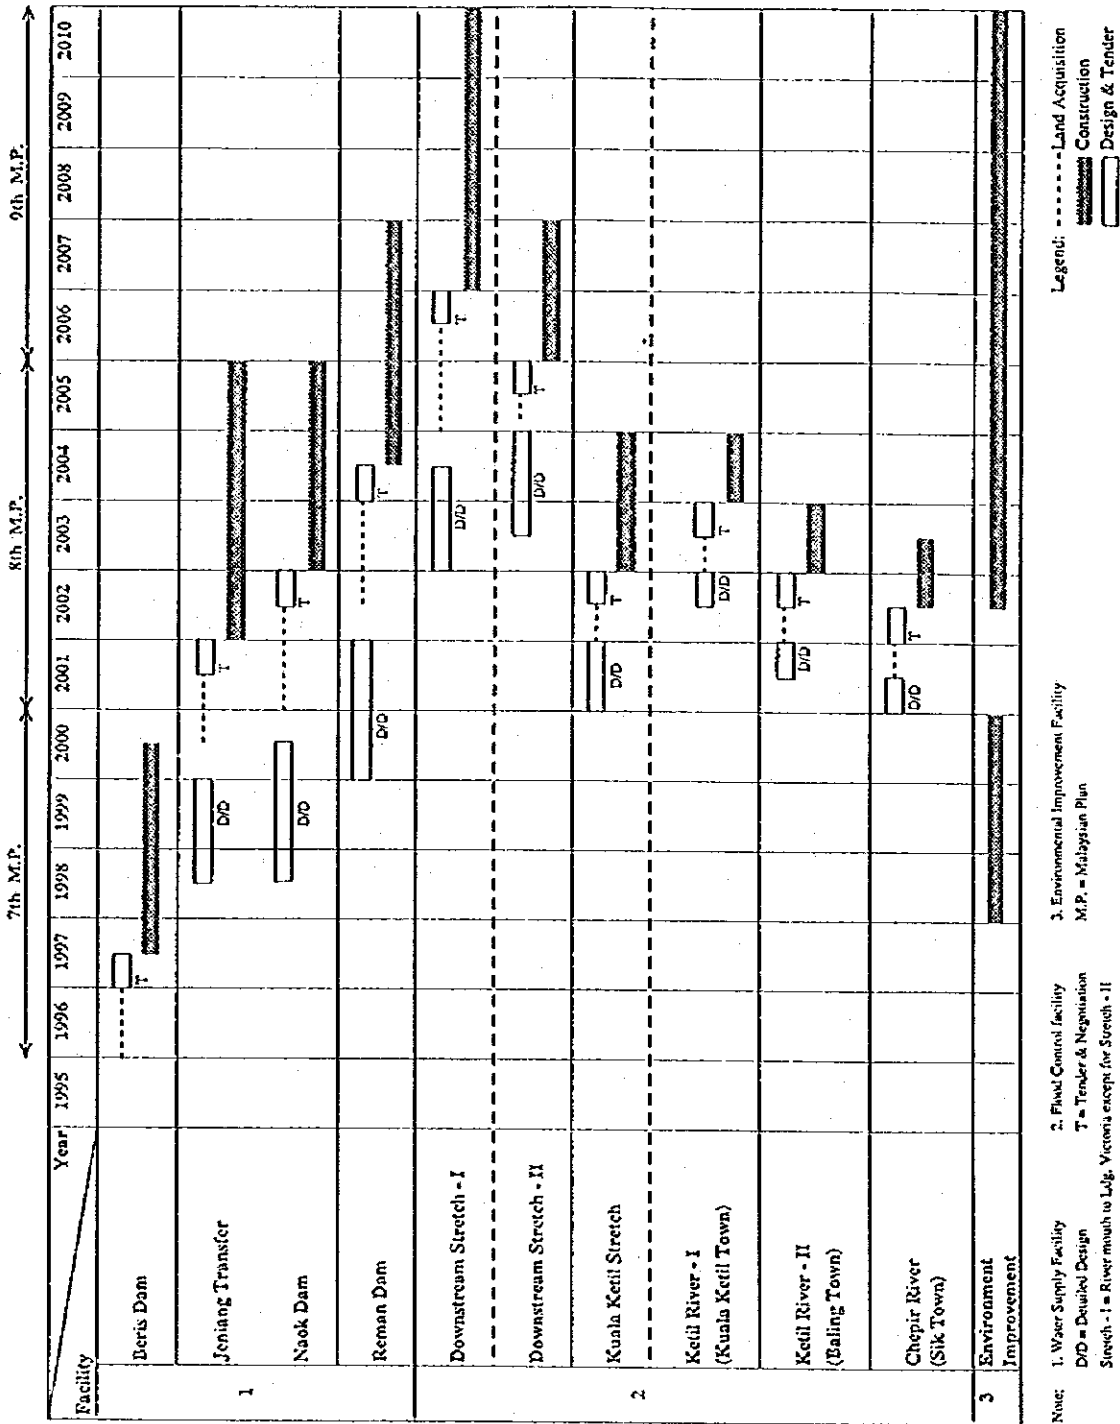 7th M.P. 8th M.P. 9th M.P.
Facility Year 1995 1996 1997 1998 1999 2000 2001 2002 2003 2004 2005 2006 2007 2008 2009 2010
1
Beris Dam
T
Jeniang Transfer
D/D T
Naok Dam
D/D T
Reman Dam
D/D T
2
Downstream Stretch - I
D/D T
Downstream Stretch - II
D/D T
Kuala Ketil Stretch
D/D T
Ketil River - I
(Kuala Ketil Town)
D/D T
Ketil River - II
(Baling Town)
D/D T
Chepir River
(Sik Town)
D/D T
3
Environment
Improvement
Note: 1. Water Supply Facility 2. Flood Control facility 3. Environmental Improvement Facility
D/D = Detailed Design T = Tender & Negotiation M.P. = Malaysian Plan
Stretch - I = River mouth to Ldg. Victoria except for Stretch - II
Legend: Land Acquisition
Construction
Design & Tender